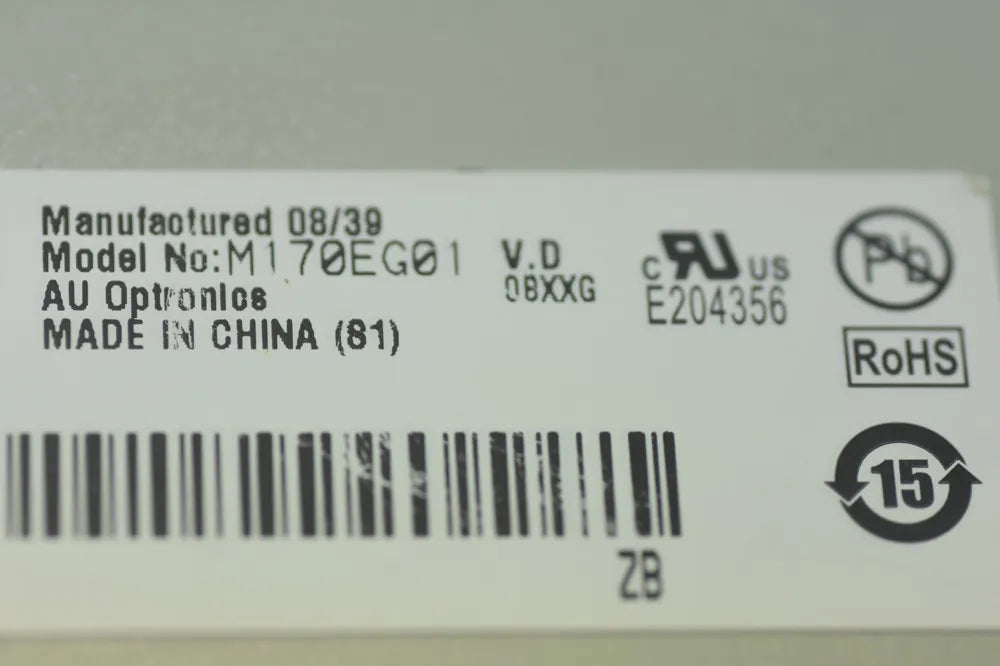 Manufactured 08/39
Model No:M170EG01 V.D
AU Optronics 08XXG
MADE IN CHINA (81)
c RU US
E204356
Pb
RoHS
15
ZB